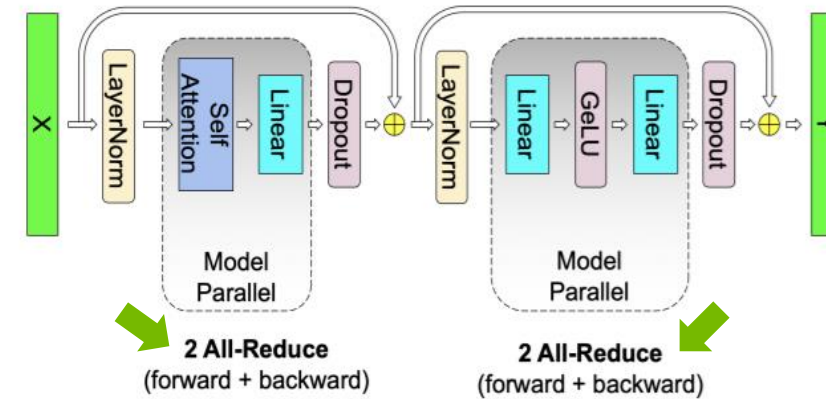 X
LayerNorm
Self
Attention
Linear
Dropout
LayerNorm
Linear
GeLU
Linear
Dropout
Model
Parallel
Model
Parallel
2 All-Reduce
(forward + backward)
2 All-Reduce
(forward + backward)